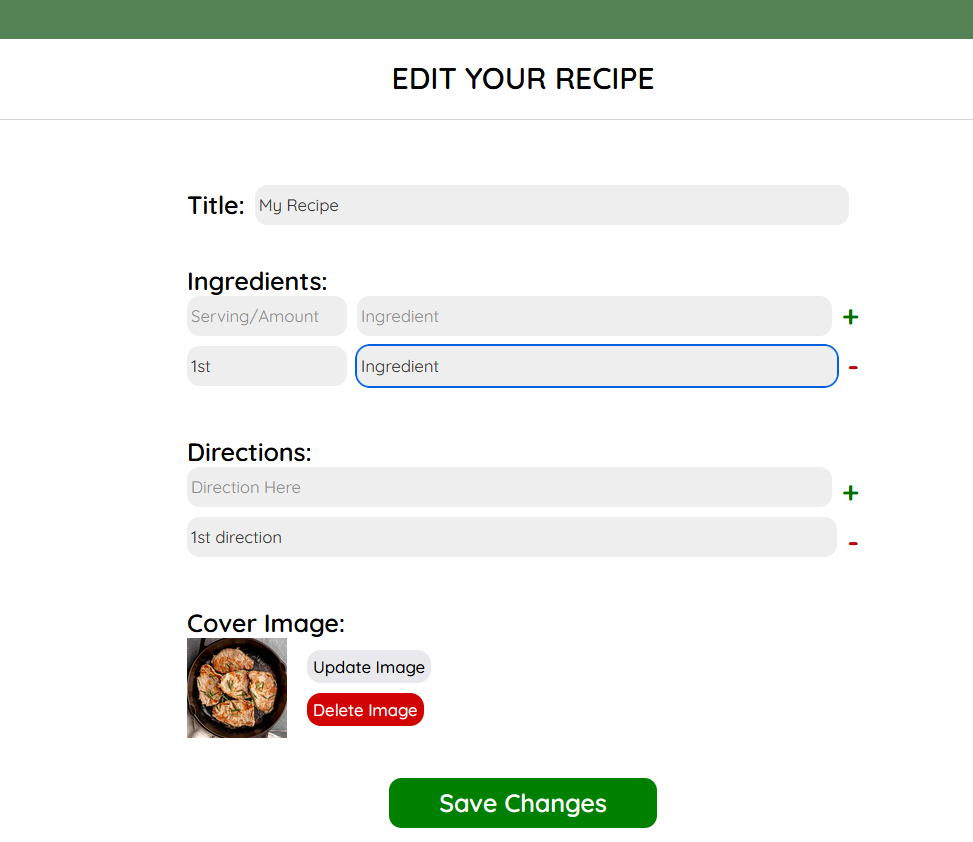 EDIT YOUR RECIPE
Title: My Recipe
Ingredients:
Serving/Amount Ingredient +
1st Ingredient -
Directions:
Direction Here +
1st direction -
Cover Image:
Update Image
Delete Image
Save Changes